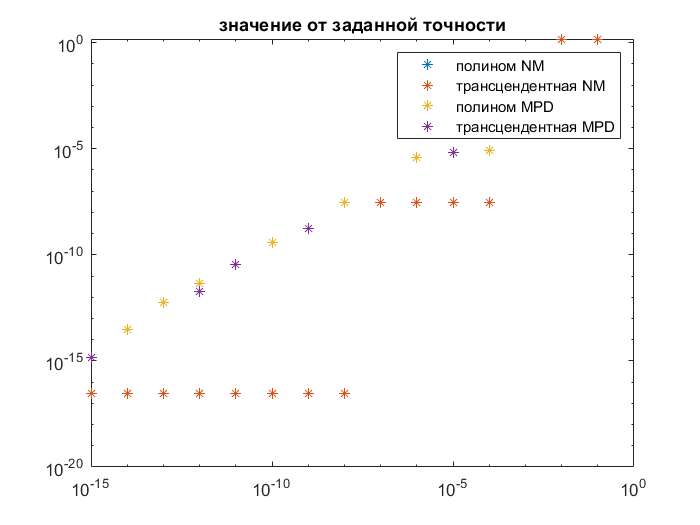 значение от заданной точности
полином NM
трансцендентная NM
полином MPD
трансцендентная MPD
10^0
10^-5
10^-10
10^-15
10^-20
10^-15 10^-10 10^-5 10^0